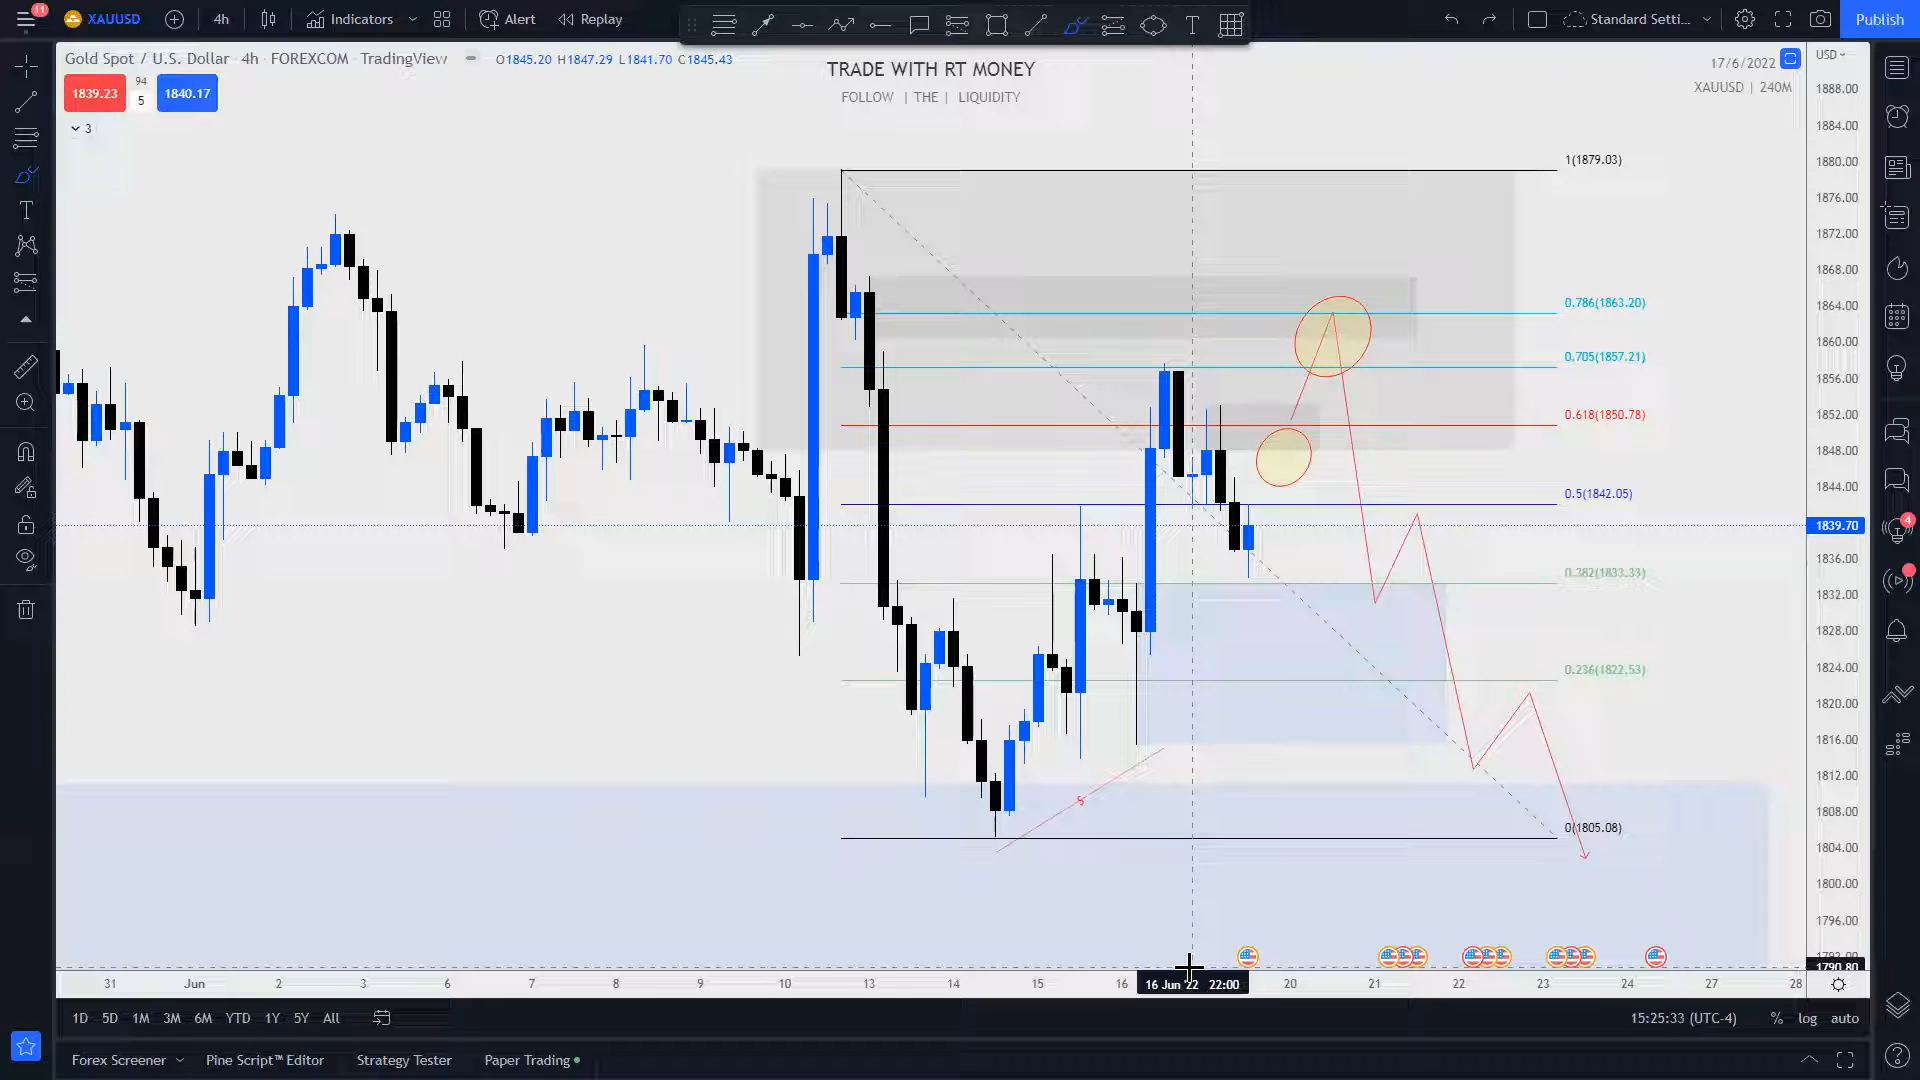 11
XAUUSD
4h
Indicators
Alert
Replay
Standard Setti...
Publish
Gold Spot / U.S. Dollar · 4h · FOREXCOM · TradingView
O1845.20 H1847.29 L1841.70 C1845.43
1839.23
94
5
1840.17
3
TRADE WITH RT MONEY
FOLLOW | THE | LIQUIDITY
17/6/2022
XAUUSD | 240M
USD
1888.00
1884.00
1880.00
1876.00
1872.00
1868.00
1864.00
1860.00
1856.00
1852.00
1848.00
1844.00
1839.70
1836.00
1832.00
1828.00
1824.00
1820.00
1816.00
1812.00
1808.00
1804.00
1800.00
1796.00
1790.80
1(1879.03)
0.786(1863.20)
0.705(1857.21)
0.618(1850.78)
0.5(1842.05)
0.382(1833.33)
0.236(1822.53)
0(1805.08)
4
31 Jun 2 3 6 7 8 9 10 13 14 15 16 16 Jun '22 22:00 20 21 22 23 24 27 28
1D 5D 1M 3M 6M YTD 1Y 5Y All
15:25:33 (UTC-4)
% log auto
Forex Screener
Pine Script™ Editor
Strategy Tester
Paper Trading